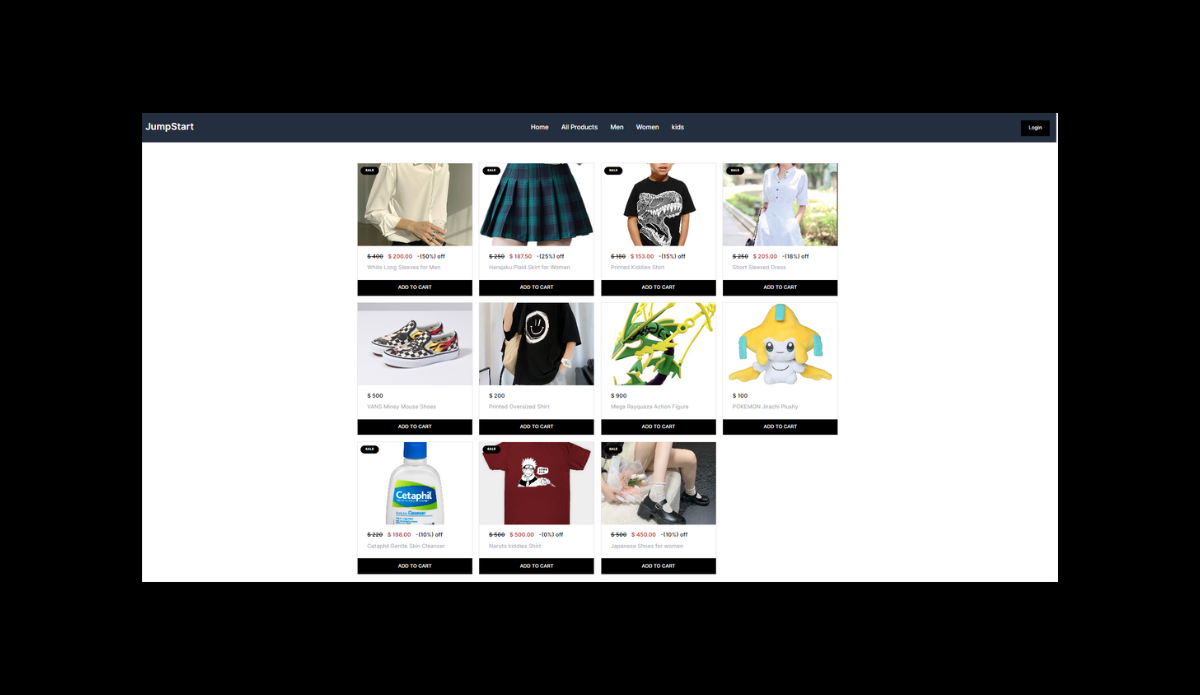 JumpStart
Home All Products Men Women kids
Login
SALE
SALE
SALE
SALE
$ 400 $ 200.00 -(50%) off
$ 250 $ 187.50 -(25%) off
$ 180 $ 153.00 -(15%) off
$ 250 $ 205.00 -(18%) off
White Long Sleeves for Men
Harajuku Plaid Skirt for Woman
Printed Kiddies Shirt
Short Sleeved Dress
ADD TO CART
ADD TO CART
ADD TO CART
ADD TO CART
$ 500
$ 200
$ 900
$ 100
VANS Minsy Mouse Shoes
Printed Oversized Shirt
Mega Rayquaza Action Figure
POKEMON Jirachi Plushy
ADD TO CART
ADD TO CART
ADD TO CART
ADD TO CART
SALE
SALE
SALE
Cetaphil
Cleanser
$ 220 $ 198.00 -(10%) off
$ 500 $ 500.00 -(0%) off
$ 500 $ 450.00 -(10%) off
Cetaphil Gentle Skin Cleanser
Naruto kiddies Shirt
Japanese Shoes for women
ADD TO CART
ADD TO CART
ADD TO CART